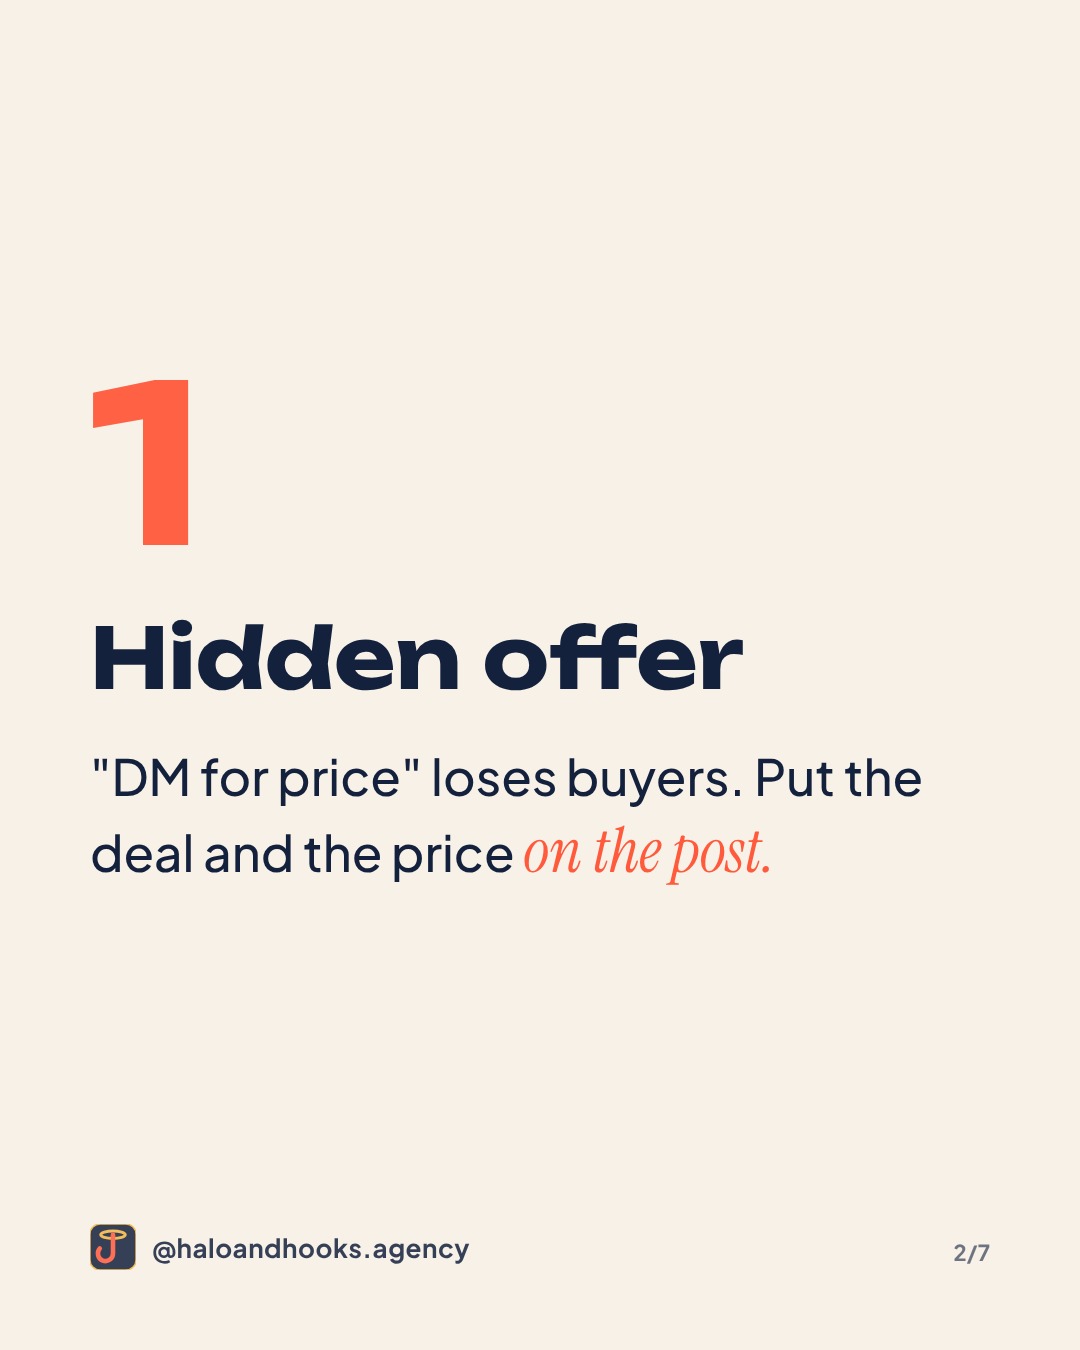 1
Hidden offer
"DM for price" loses buyers. Put the
deal and the price on the post.
@haloandhooks.agency
2/7